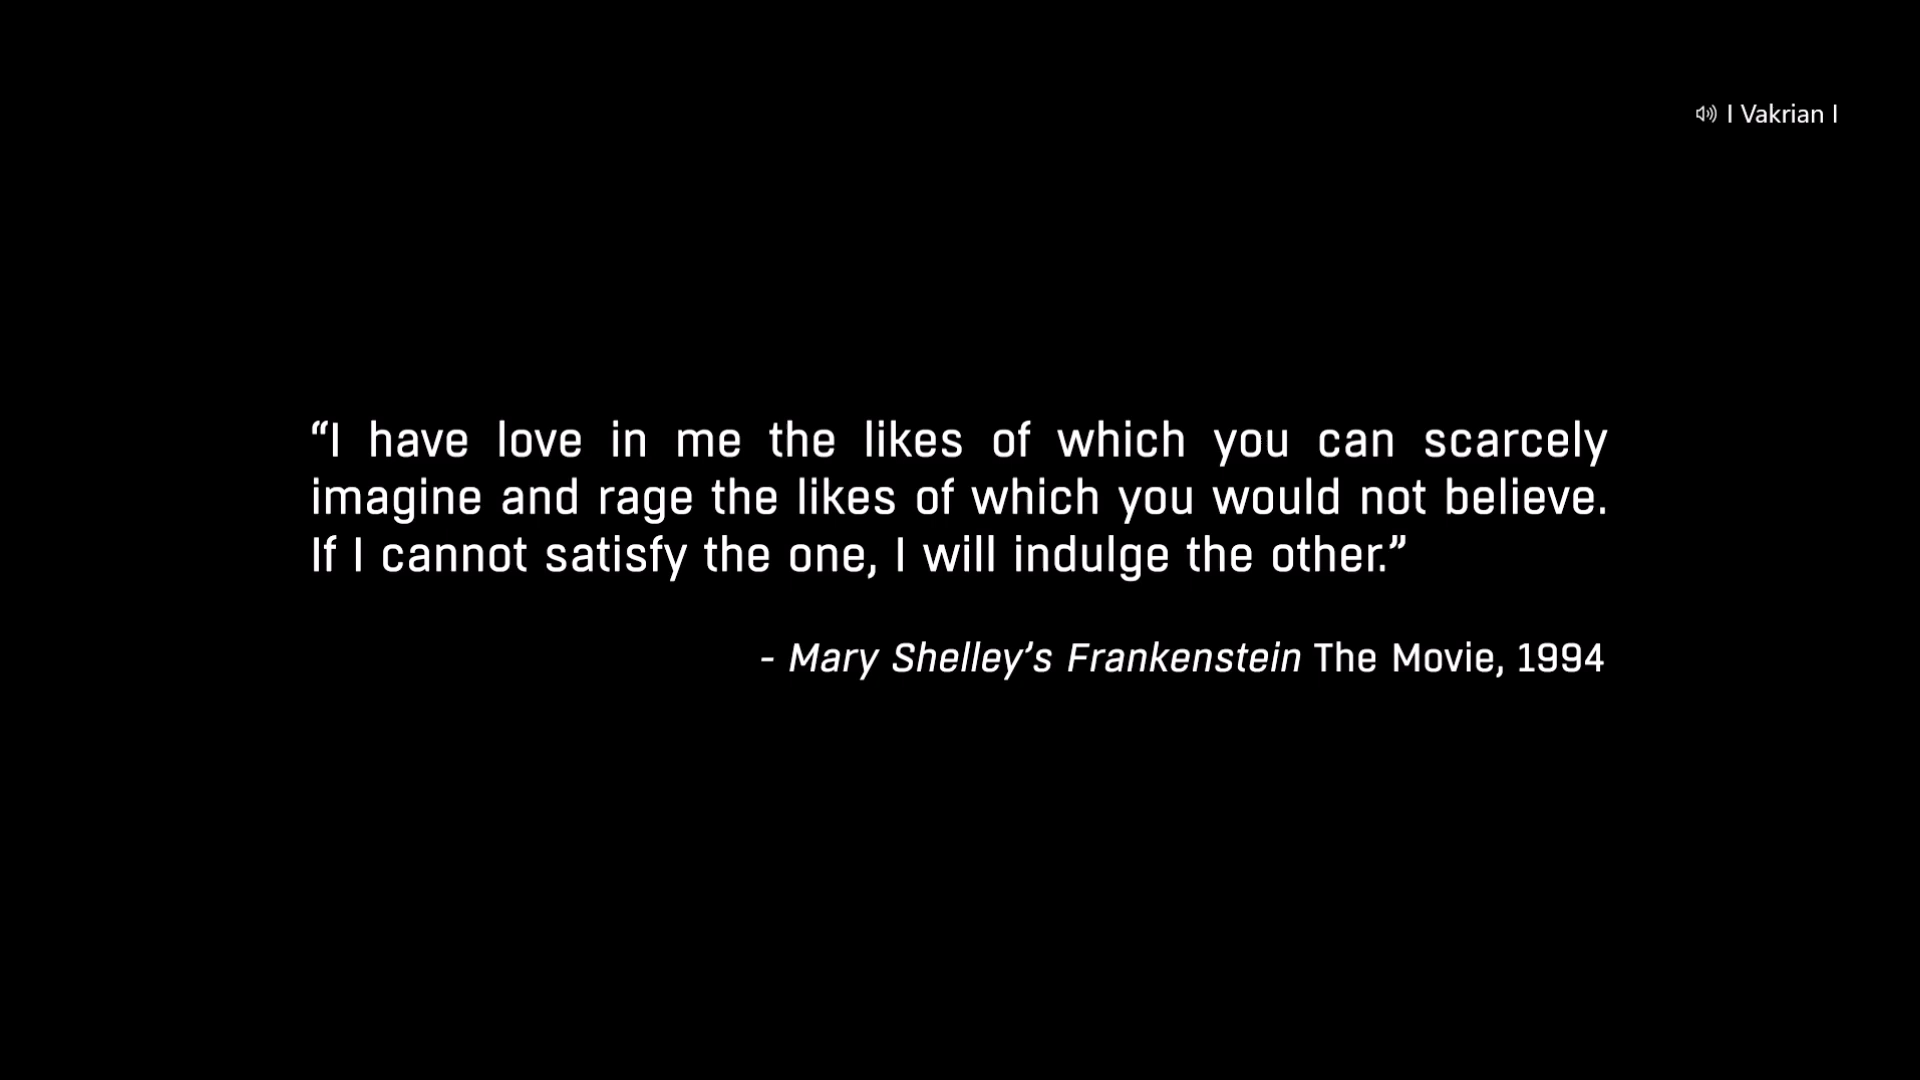 I Vakrian I
“I have love in me the likes of which you can scarcely
imagine and rage the likes of which you would not believe.
If I cannot satisfy the one, I will indulge the other.”
- Mary Shelley’s Frankenstein The Movie, 1994